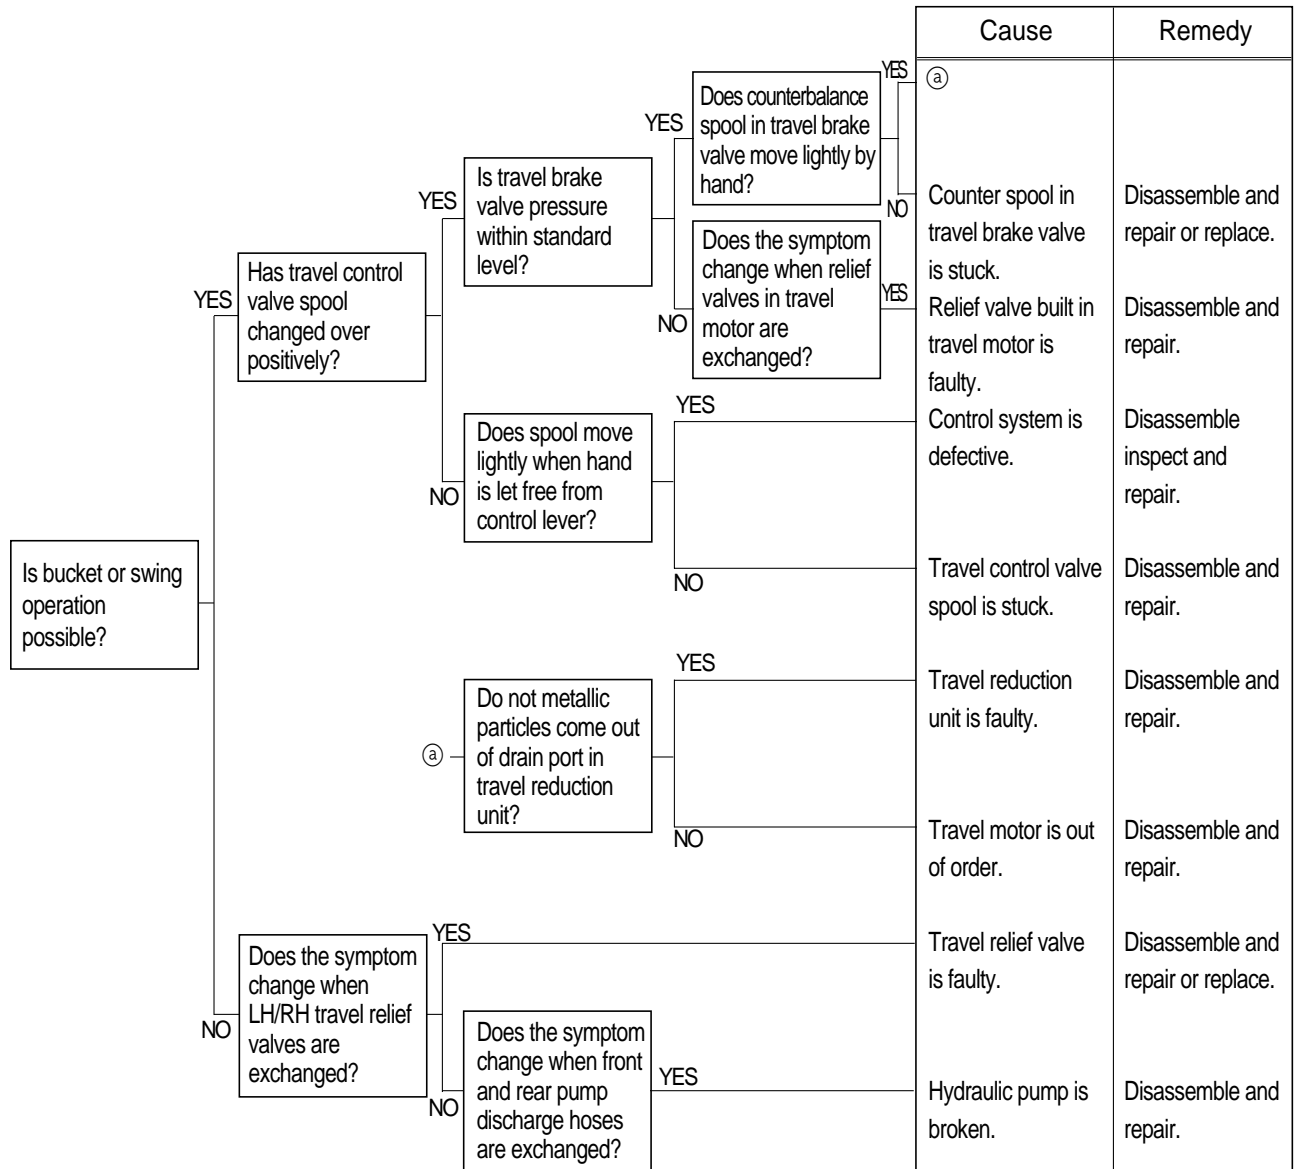 Cause
Remedy
YES
ⓐ
Does counterbalance
spool in travel brake
valve move lightly by
hand?
YES
NO
Is travel brake
valve pressure
within standard
level?
YES
Counter spool in
travel brake valve
is stuck.
Disassemble and
repair or replace.
Does the symptom
change when relief
valves in travel
motor are
exchanged?
NO
YES
Relief valve built in
travel motor is
faulty.
Disassemble and
repair.
Has travel control
valve spool
changed over
positively?
YES
Does spool move
lightly when hand
is let free from
control lever?
NO
YES
Control system is
defective.
Disassemble
inspect and
repair.
Is bucket or swing
operation
possible?
NO
Travel control valve
spool is stuck.
Disassemble and
repair.
ⓐ
Do not metallic
particles come out
of drain port in
travel reduction
unit?
YES
Travel reduction
unit is faulty.
Disassemble and
repair.
NO
Travel motor is out
of order.
Disassemble and
repair.
NO
Does the symptom
change when
LH/RH travel relief
valves are
exchanged?
YES
Travel relief valve
is faulty.
Disassemble and
repair or replace.
NO
Does the symptom
change when front
and rear pump
discharge hoses
are exchanged?
YES
Hydraulic pump is
broken.
Disassemble and
repair.